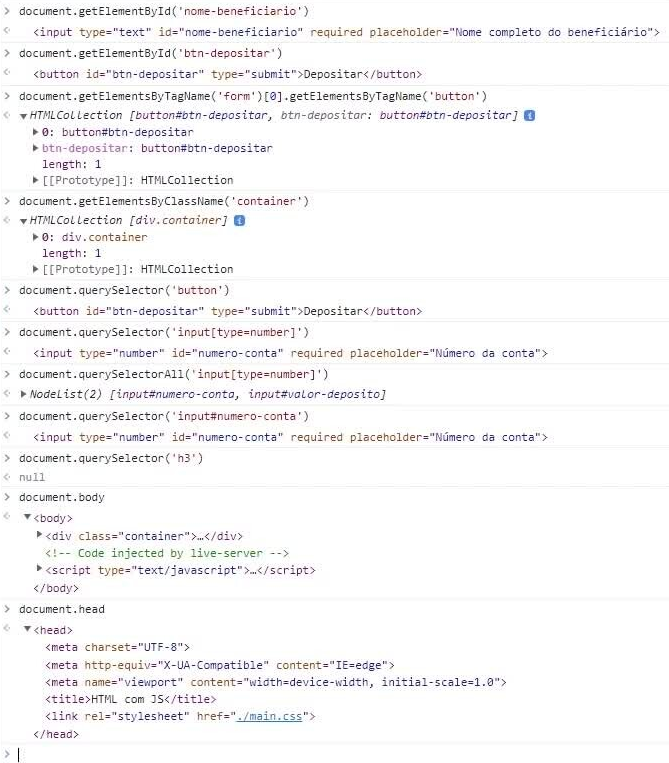 document.getElementById('nome-beneficiario')
<input type="text" id="nome-beneficiario" required placeholder="Nome completo do beneficiário">
document.getElementById('btn-depositar')
<button id="btn-depositar" type="submit">Depositar</button>
document.getElementsByTagName('form')[0].getElementsByTagName('button')
HTMLCollection [button#btn-depositar, btn-depositar: button#btn-depositar] i
0: button#btn-depositar
btn-depositar: button#btn-depositar
length: 1
[[Prototype]]: HTMLCollection
document.getElementsByClassName('container')
HTMLCollection [div.container] i
0: div.container
length: 1
[[Prototype]]: HTMLCollection
document.querySelector('button')
<button id="btn-depositar" type="submit">Depositar</button>
document.querySelector('input[type=number]')
<input type="number" id="numero-conta" required placeholder="Número da conta">
document.querySelectorAll('input[type=number]')
NodeList(2) [input#numero-conta, input#valor-deposito]
document.querySelector('input#numero-conta')
<input type="number" id="numero-conta" required placeholder="Número da conta">
document.querySelector('h3')
null
document.body
<body>
<div class="container">…</div>
<!-- Code injected by live-server -->
<script type="text/javascript">…</script>
</body>
document.head
<head>
<meta charset="UTF-8">
<meta http-equiv="X-UA-Compatible" content="IE=edge">
<meta name="viewport" content="width=device-width, initial-scale=1.0">
<title>HTML com JS</title>
<link rel="stylesheet" href="./main.css">
</head>